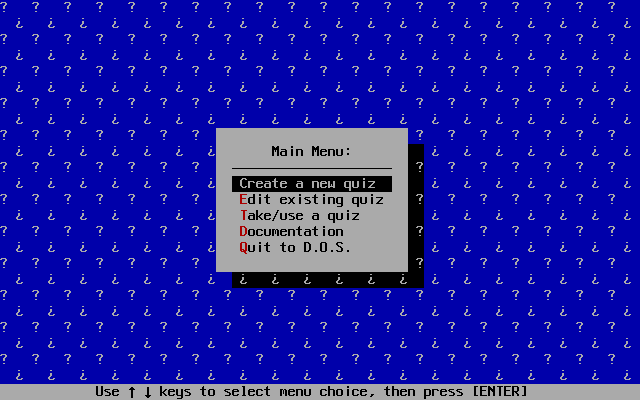 Main Menu:
Create a new quiz
Edit existing quiz
Take/use a quiz
Documentation
Quit to D.O.S.
Use ↑ ↓ keys to select menu choice, then press [ENTER]